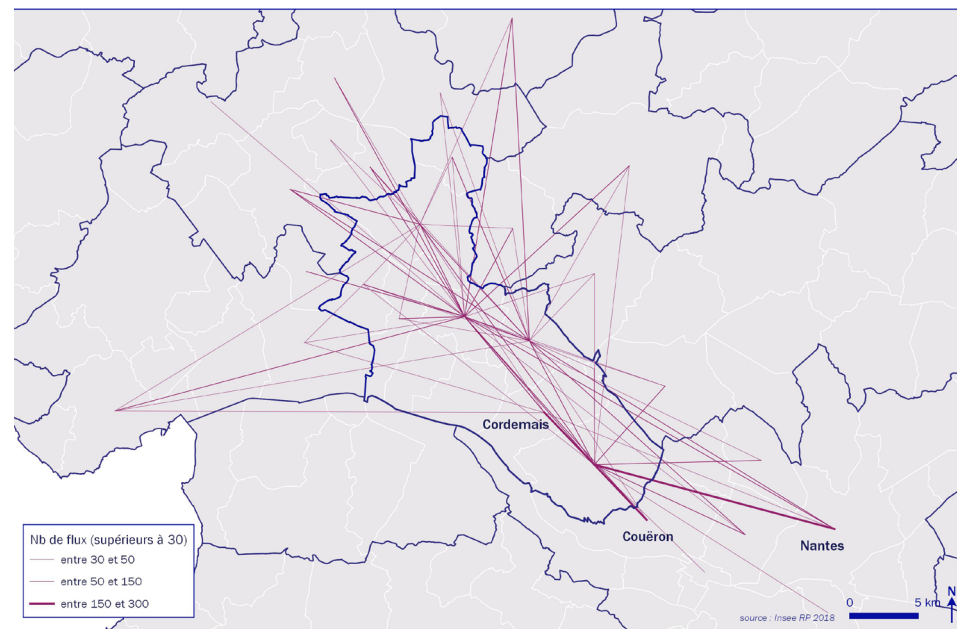 Cordemais
Couëron
Nantes
Nb de flux (supérieurs à 30)
entre 30 et 50
entre 50 et 150
entre 150 et 300
0 5 km
N
source : Insee RP 2018